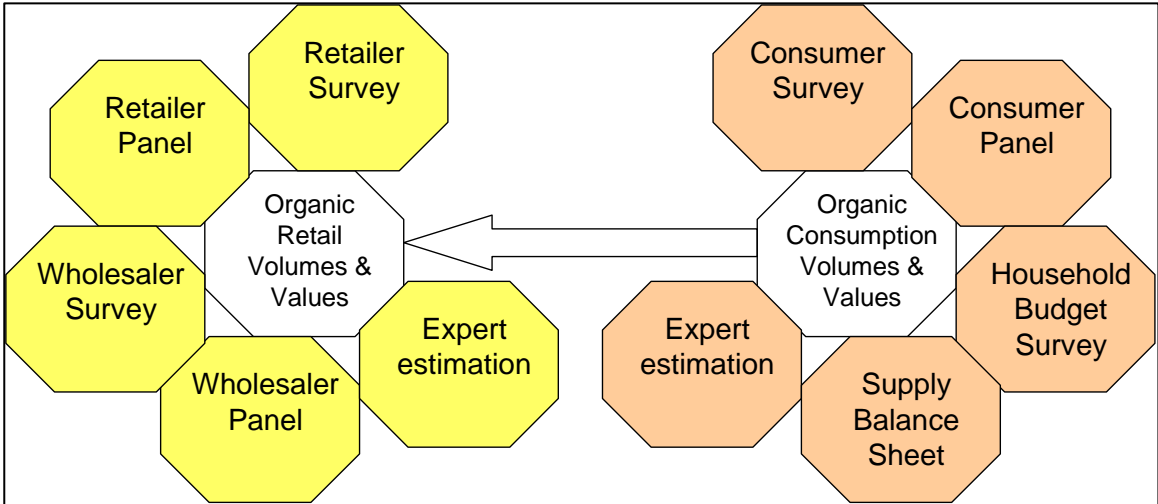 Retailer
Survey
Retailer
Panel
Organic
Retail
Volumes &
Values
Wholesaler
Survey
Wholesaler
Panel
Expert
estimation
Consumer
Survey
Consumer
Panel
Organic
Consumption
Volumes &
Values
Household
Budget
Survey
Expert
estimation
Supply
Balance
Sheet